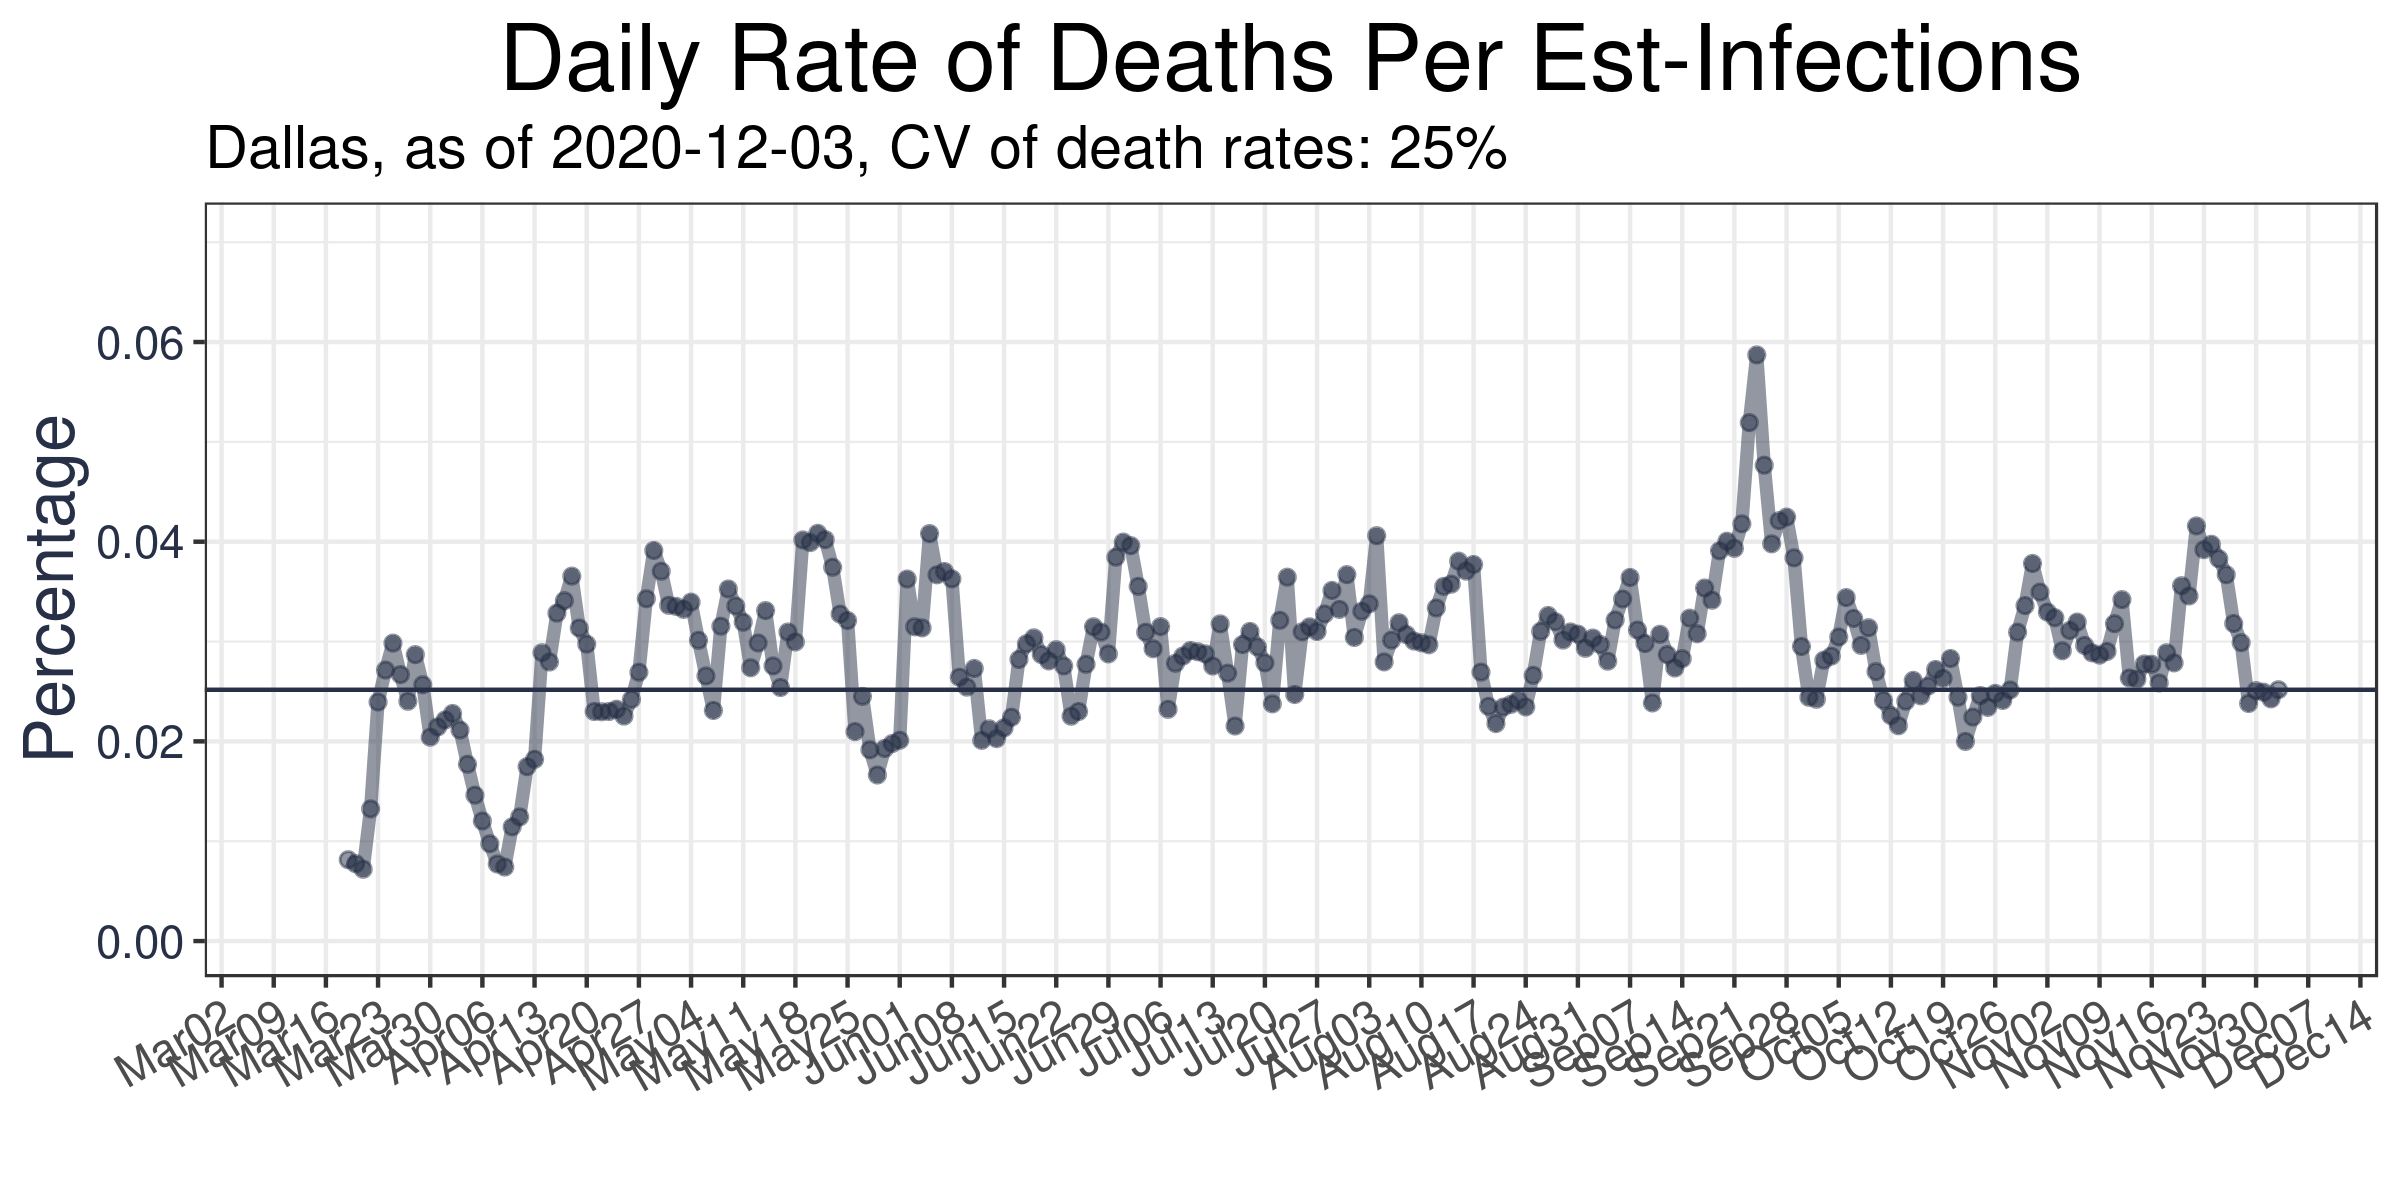 Daily Rate of Deaths Per Est-Infections
Dallas, as of 2020-12-03, CV of death rates: 25%
Percentage
0.06
0.04
0.02
0.00
Mar02
Mar09
Mar16
Mar23
Mar30
Apr06
Apr13
Apr20
Apr27
May04
May11
May18
May25
Jun01
Jun08
Jun15
Jun22
Jun29
Jul06
Jul13
Jul20
Jul27
Aug03
Aug10
Aug17
Aug24
Aug31
Sep07
Sep14
Sep21
Sep28
Oct05
Oct12
Oct19
Oct26
Nov02
Nov09
Nov16
Nov23
Nov30
Dec07
Dec14